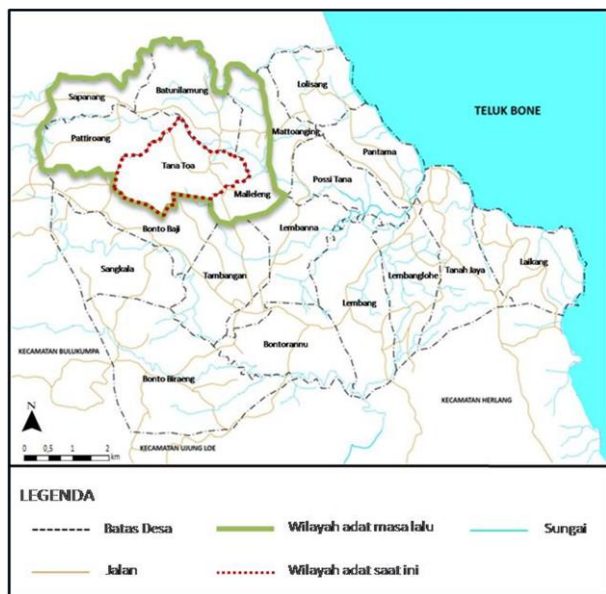 TELUK BONE
Lolisang
Batunilamung
Sapanang
Mattoanging
Pattiroang
Pantama
Tana Toa
Possi Tana
Malleleng
Lembanna
Bonto Baji
Laikang
Sangkala
Tambangan
Lembanglohe
Tanah Jaya
Lembang
Bontorannu
KECAMATAN BULUKUMPA
Bonto Biraeng
KECAMATAN HERLANG
N
KECAMATAN UJUNG LOE
0 0,5 1 2
km
LEGENDA
Batas Desa
Wilayah adat masa lalu
Sungai
Jalan
Wilayah adat saat ini